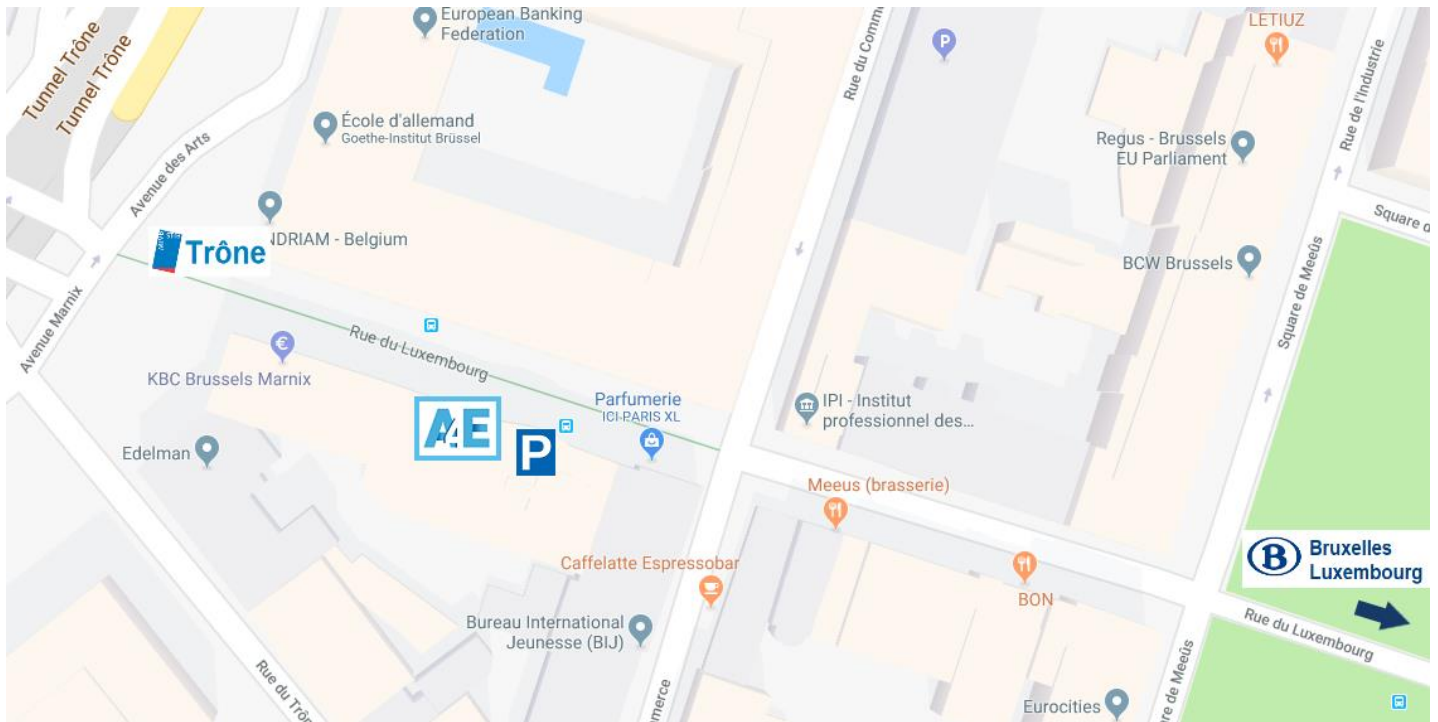 European Banking
Federation
LETIUZ
Tunnel Trône
Tunnel Trône
Rue du Comm
P
Rue de l'Industrie
École d'allemand
Goethe-Institut Brüssel
Avenue des Arts
Regus - Brussels
EU Parliament
Square d
Trône
NDRIAM - Belgium
BCW Brussels
Square de Meeûs
Avenue Marnix
Rue du Luxembourg
€
KBC Brussels Marnix
Parfumerie
ICI PARIS XL
IPI - Institut
professionnel des...
A4E
P
Edelman
Meeus (brasserie)
Caffelatte Espressobar
B
Bruxelles
Luxembourg
BON
Bureau International
Jeunesse (BIJ)
Rue du Luxembourg
Rue du Trôn
merce
Eurocities
are de Meeûs